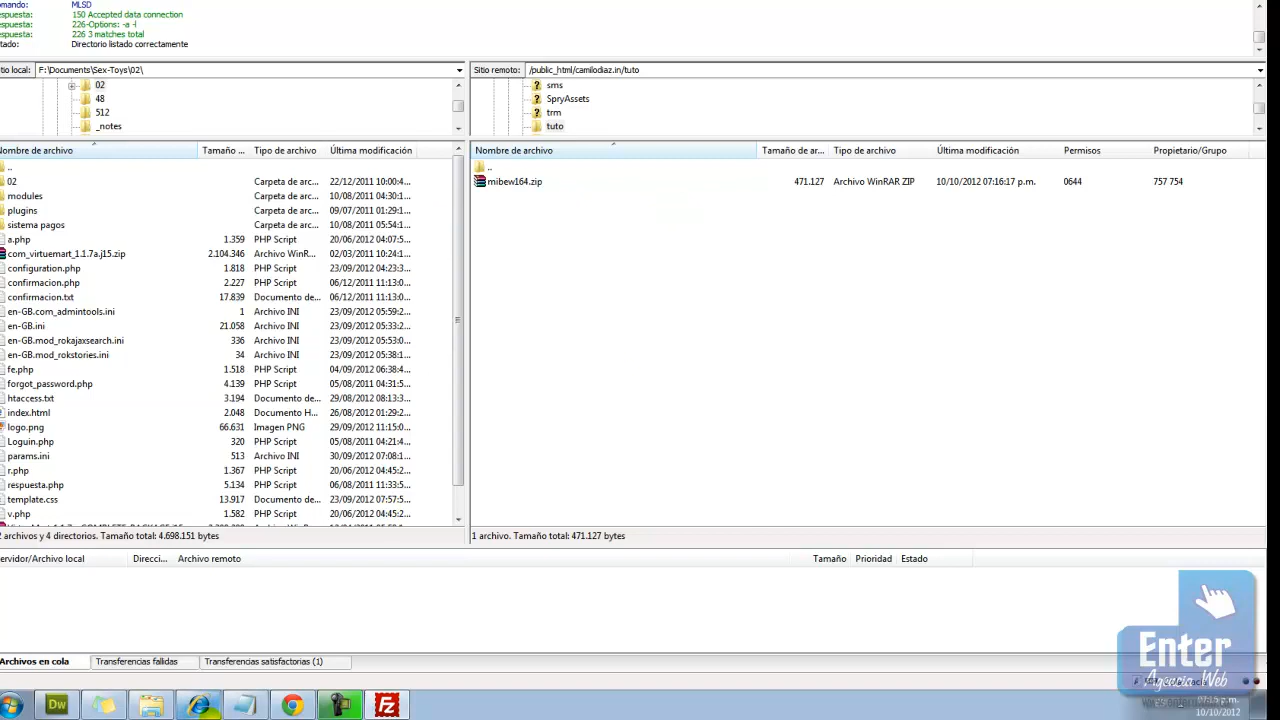 omando: MLSD
espuesta: 150 Accepted data connection
espuesta: 226-Options: -a -l
espuesta: 226 3 matches total
tado: Directorio listado correctamente
tio local: F:\Documents\Sex-Toys\02\
Sitio remoto: /public_html/camilodiaz.in/tuto
02
48
512
_notes
sms
SpryAssets
trm
tuto
Nombre de archivo Tamaño ... Tipo de archivo Última modificación
..
02 Carpeta de arc... 22/12/2011 10:00:4...
modules Carpeta de arc... 10/08/2011 04:30:1...
plugins Carpeta de arc... 09/07/2011 01:29:1...
sistema pagos Carpeta de arc... 10/08/2011 05:54:1...
a.php 1.359 PHP Script 20/06/2012 04:07:5...
com_virtuemart_1.1.7a.j15.zip 2.104.346 Archivo WinR... 02/03/2011 10:24:1...
configuration.php 1.818 PHP Script 23/09/2012 04:23:3...
confirmacion.php 2.227 PHP Script 06/12/2011 11:13:0...
confirmacion.txt 17.839 Documento de... 06/12/2011 11:13:0...
en-GB.com_admintools.ini 1 Archivo INI 23/09/2012 05:59:2...
en-GB.ini 21.058 Archivo INI 23/09/2012 05:33:2...
en-GB.mod_rokajaxsearch.ini 336 Archivo INI 23/09/2012 05:53:0...
en-GB.mod_rokstories.ini 34 Archivo INI 23/09/2012 05:38:1...
fe.php 1.518 PHP Script 04/09/2012 06:38:4...
forgot_password.php 4.139 PHP Script 05/08/2011 04:31:5...
htaccess.txt 3.194 Documento de... 29/08/2012 08:13:3...
index.html 2.048 Documento H... 26/08/2012 01:29:2...
logo.png 66.631 Imagen PNG 29/09/2012 11:15:0...
Loguin.php 320 PHP Script 05/08/2011 04:21:4...
params.ini 513 Archivo INI 30/09/2012 07:08:1...
r.php 1.367 PHP Script 20/06/2012 04:45:2...
respuesta.php 5.134 PHP Script 06/08/2011 11:33:5...
template.css 13.917 Documento de... 23/09/2012 07:57:5...
v.php 1.582 PHP Script 20/06/2012 04:45:2...
2 archivos y 4 directorios. Tamaño total: 4.698.151 bytes
Nombre de archivo Tamaño de ar... Tipo de archivo Última modificación Permisos Propietario/Grupo
..
mibew164.zip 471.127 Archivo WinRAR ZIP 10/10/2012 07:16:17 p.m. 0644 757 754
1 archivo. Tamaño total: 471.127 bytes
ervidor/Archivo local Direcci... Archivo remoto Tamaño Prioridad Estado
Archivos en cola Transferencias fallidas Transferencias satisfactorias (1)
Enter
Agencia Web
Dw
FZ
10/10/2012